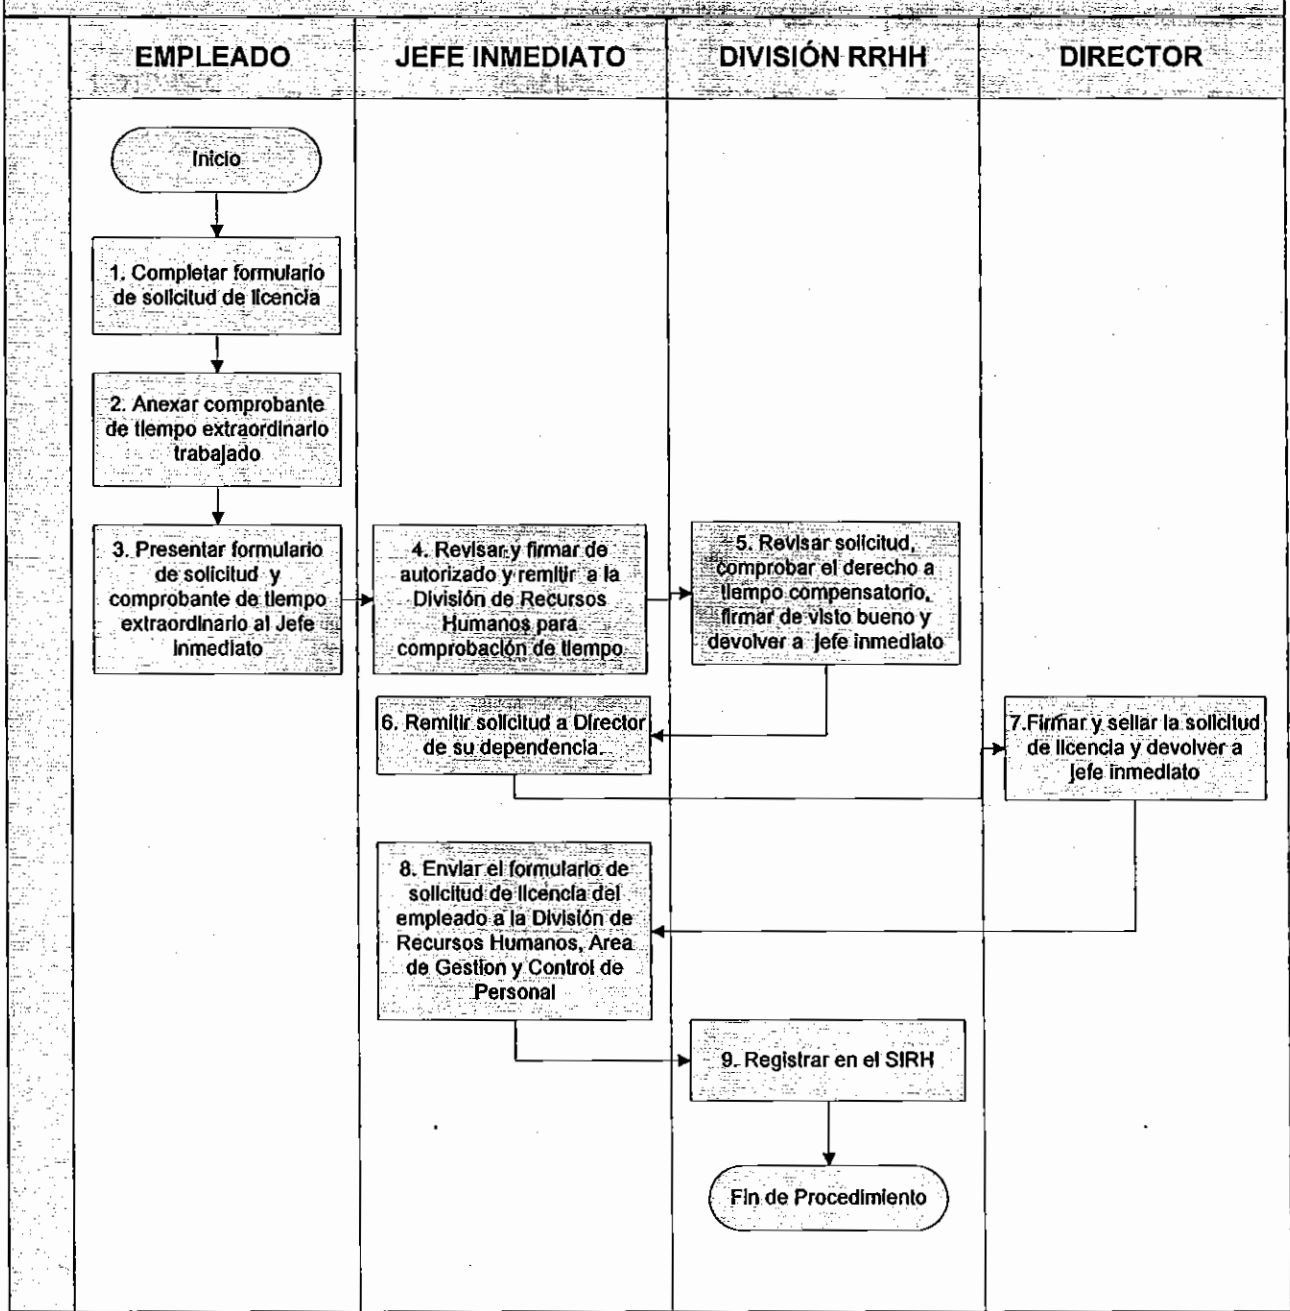 EMPLEADO
JEFE INMEDIATO
DIVISIÓN RRHH
DIRECTOR
Inicio
1. Completar formulario
de solicitud de licencia
2. Anexar comprobante
de tiempo extraordinario
trabajado
3. Presentar formulario
de solicitud y
comprobante de tiempo
extraordinario al Jefe
Inmediato
4. Revisar y firmar de
autorizado y remitir a la
División de Recursos
Humanos para
comprobación de tiempo
5. Revisar solicitud,
comprobar el derecho a
tiempo compensatorio,
firmar de visto bueno y
devolver a jefe inmediato
6. Remitir solicitud a Director
de su dependencia.
7.Firmar y sellar la solicitud
de licencia y devolver a
jefe inmediato
8. Enviar el formulario de
solicitud de licencia del
empleado a la División de
Recursos Humanos, Area
de Gestion y Control de
Personal
9. Registrar en el SIRH
Fin de Procedimiento